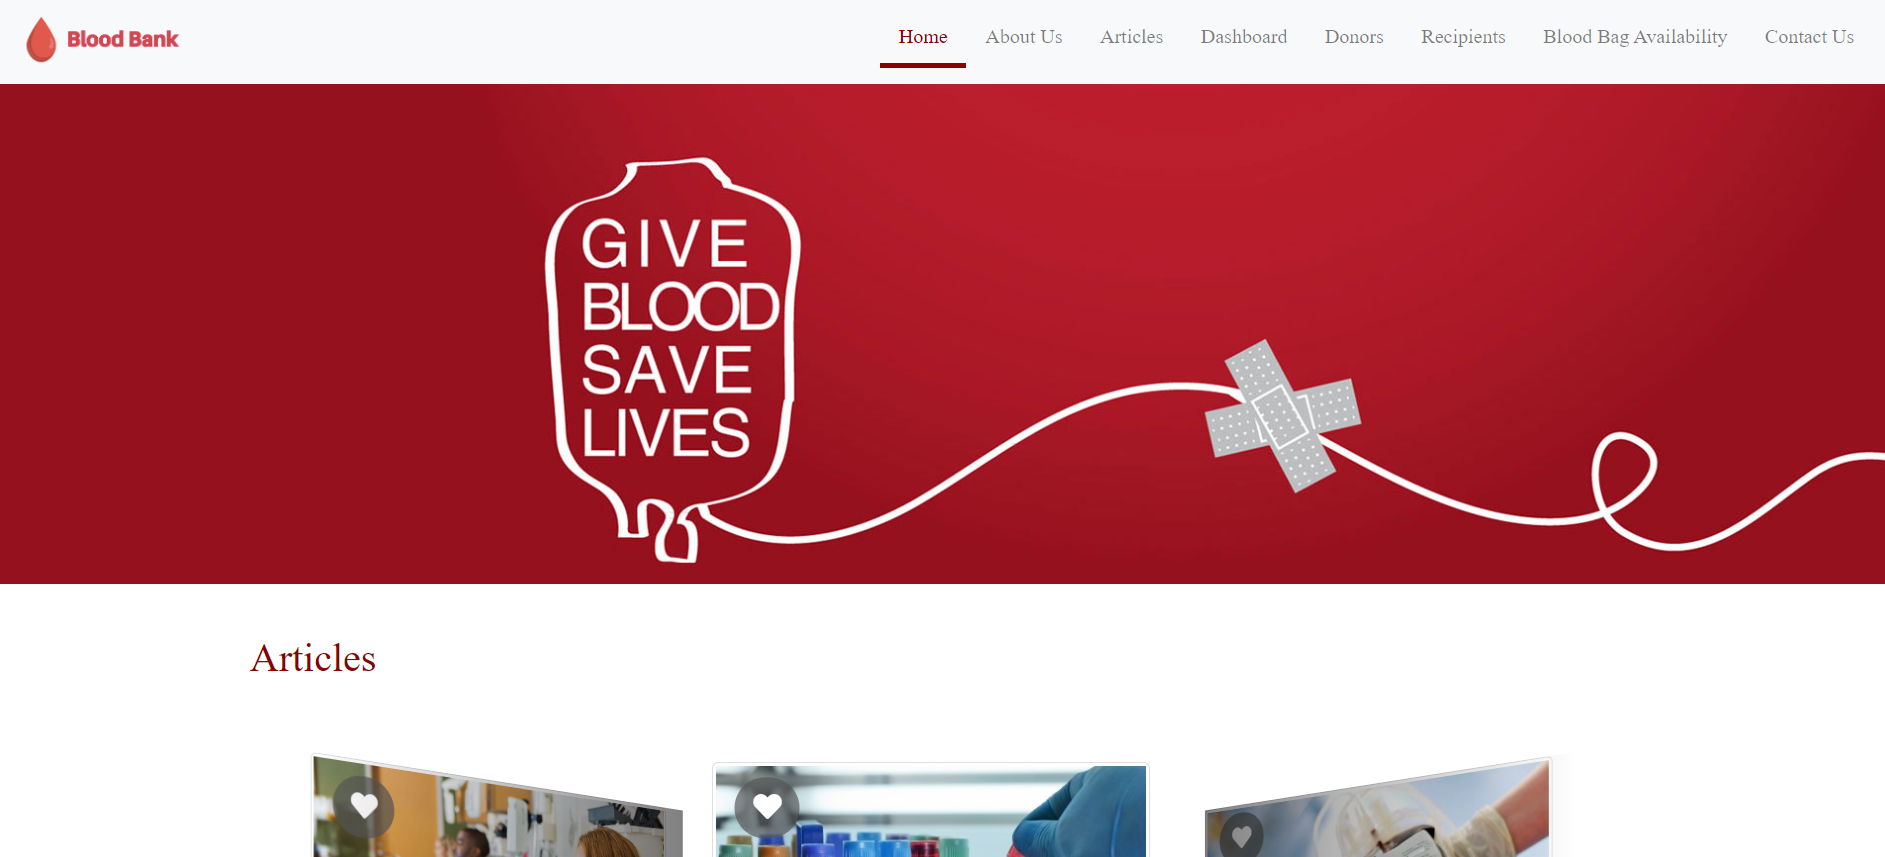 Blood Bank
Home About Us Articles Dashboard Donors Recipients Blood Bag Availability Contact Us
GIVE
BLOOD
SAVE
LIVES
Articles